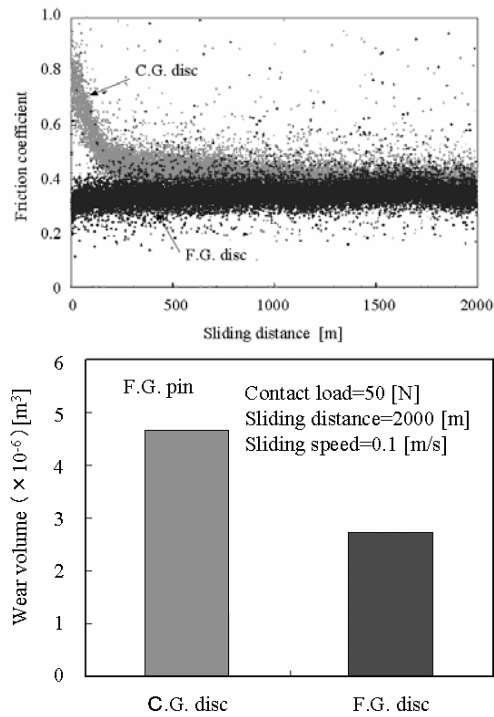 1.0
0.8
0.6
0.4
0.2
0
Friction coefficient
C.G. disc
F.G. disc
0 500 1000 1500 2000
Sliding distance [m]
6
5
4
3
2
1
0
Wear volume (×10⁻⁶) [m³]
F.G. pin
Contact load=50 [N]
Sliding distance=2000 [m]
Sliding speed=0.1 [m/s]
C.G. disc F.G. disc